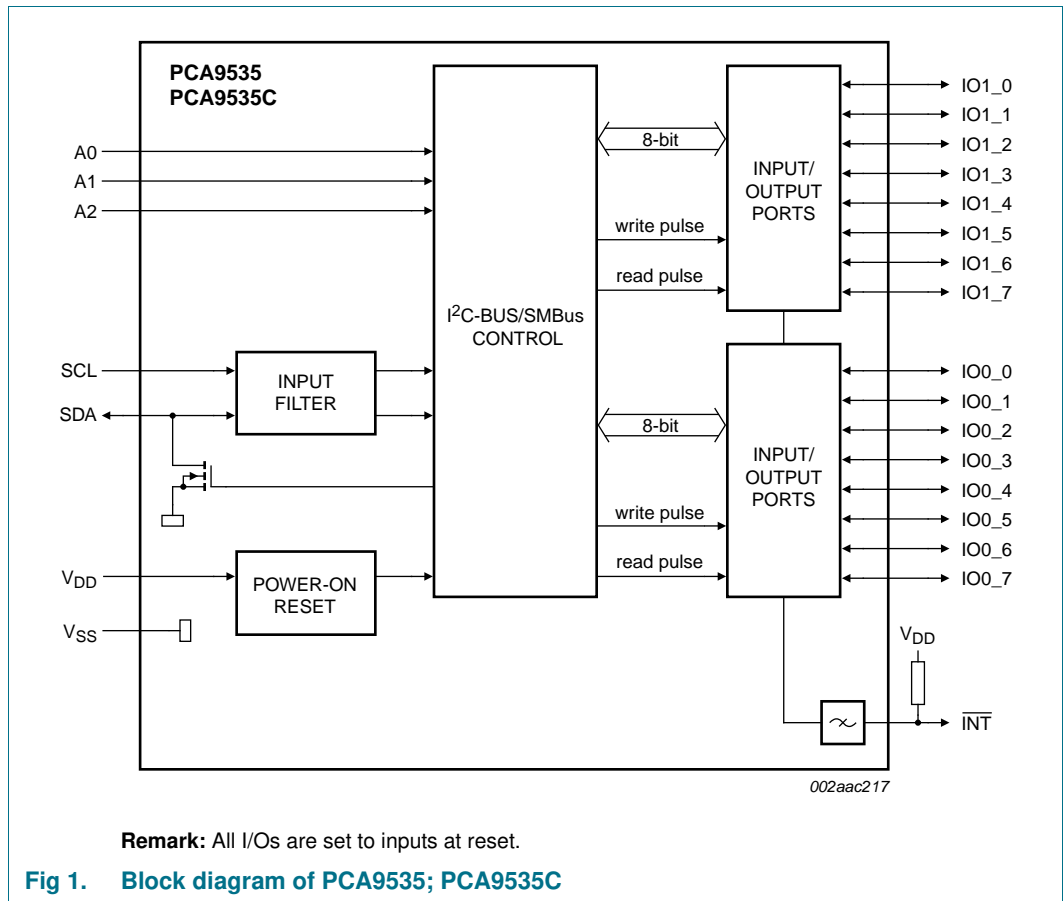 PCA9535
PCA9535C
A0
A1
A2
SCL
SDA
VDD
VSS
INPUT
FILTER
POWER-ON
RESET
I2C-BUS/SMBus
CONTROL
8-bit
write pulse
read pulse
INPUT/
OUTPUT
PORTS
IO1_0
IO1_1
IO1_2
IO1_3
IO1_4
IO1_5
IO1_6
IO1_7
8-bit
write pulse
read pulse
INPUT/
OUTPUT
PORTS
IO0_0
IO0_1
IO0_2
IO0_3
IO0_4
IO0_5
IO0_6
IO0_7
VDD
INT
002aac217
Remark: All I/Os are set to inputs at reset.
Fig 1. Block diagram of PCA9535; PCA9535C